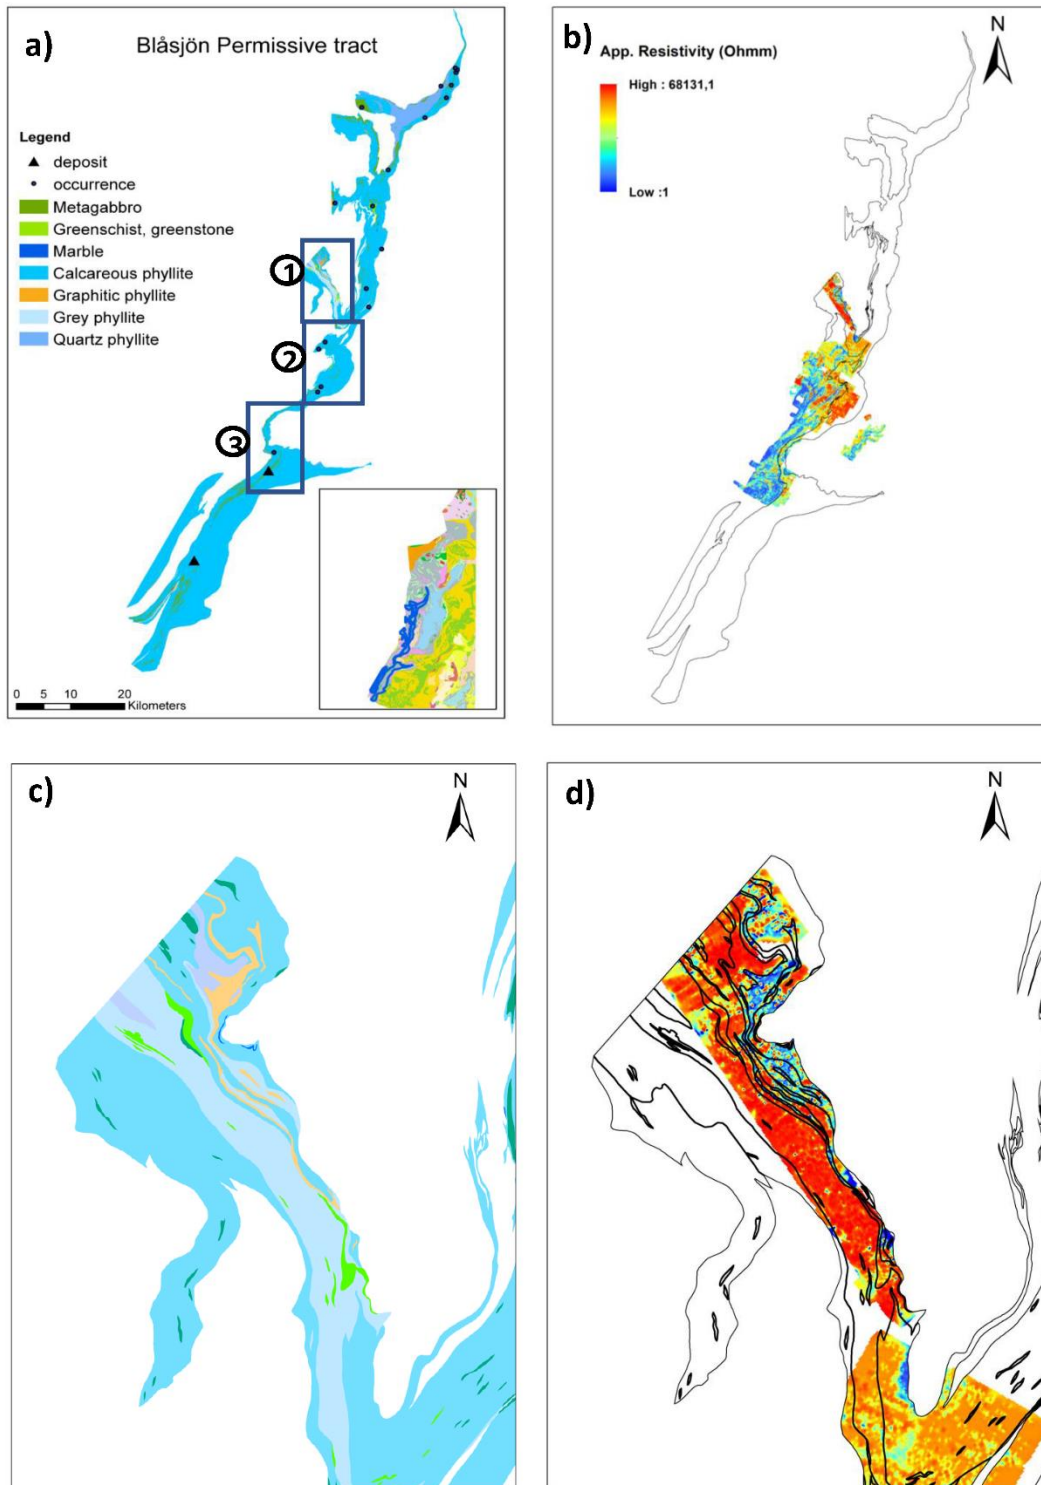 a)
Blåsjön Permissive tract
Legend
deposit
occurrence
Metagabbro
Greenschist, greenstone
Marble
Calcareous phyllite
Graphitic phyllite
Grey phyllite
Quartz phyllite
1
2
3
0 5 10 20
Kilometers
b)
N
App. Resistivity (Ohmm)
High : 68131,1
Low :1
c)
N
d)
N